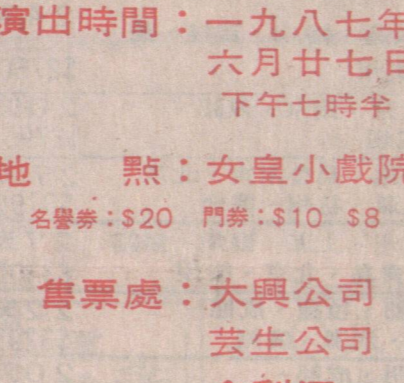 演出時間：一九八七年
六月廿七日
下午七時半
地點：女皇小戲院
名譽券：$20 門券：$10 $8
售票處：大興公司
芸生公司